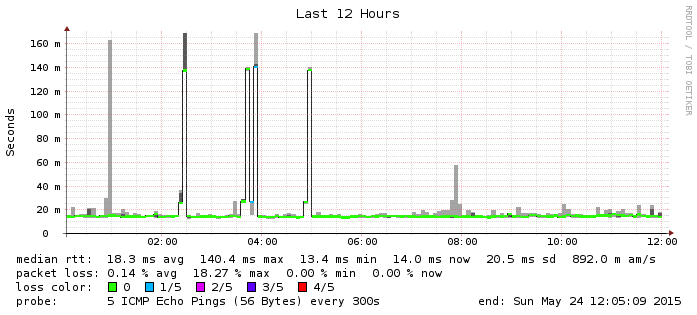 Last 12 Hours
RRDTOOL / TOBI OETIKER
Seconds
160 m
140 m
120 m
100 m
80 m
60 m
40 m
20 m
0
02:00 04:00 06:00 08:00 10:00 12:00
median rtt: 18.3 ms avg 140.4 ms max 13.4 ms min 14.0 ms now 20.5 ms sd 892.0 m am/s
packet loss: 0.14 % avg 18.27 % max 0.00 % min 0.00 % now
loss color: 0 1/5 2/5 3/5 4/5
probe: 5 ICMP Echo Pings (56 Bytes) every 300s end: Sun May 24 12:05:09 2015